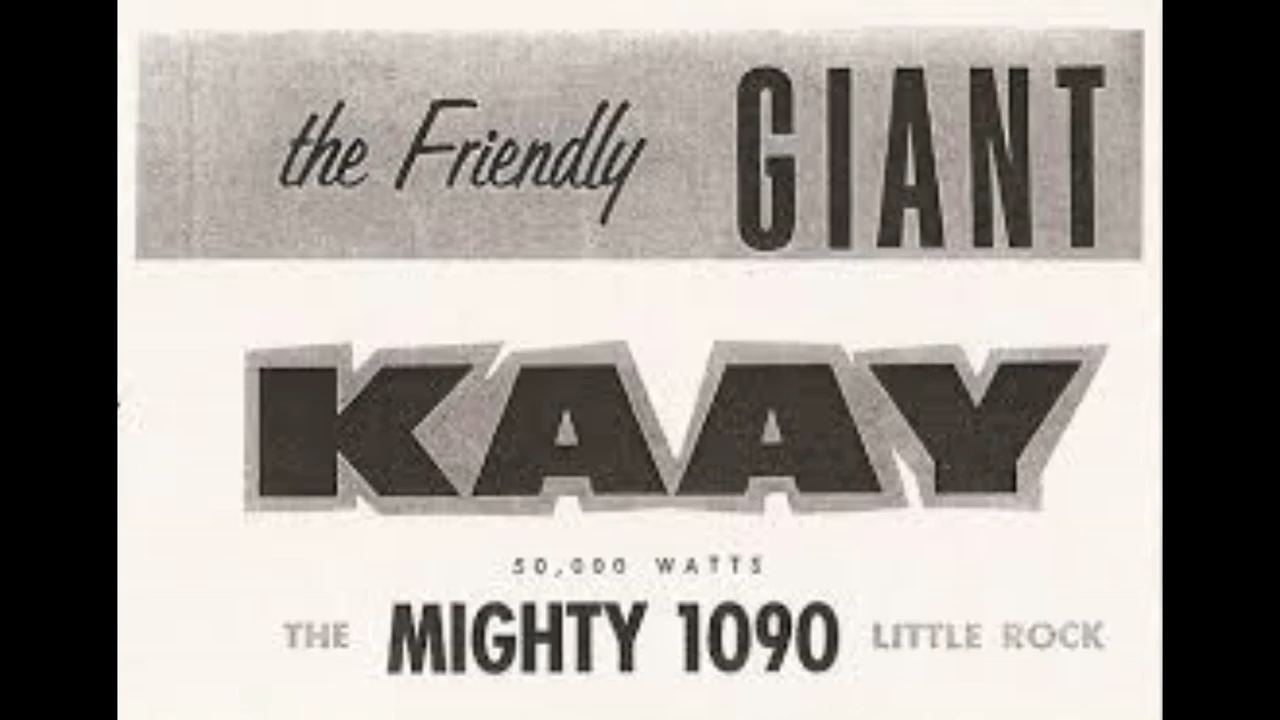 the Friendly GIANT
KAAY
50,000 WATTS
THE MIGHTY 1090 LITTLE ROCK